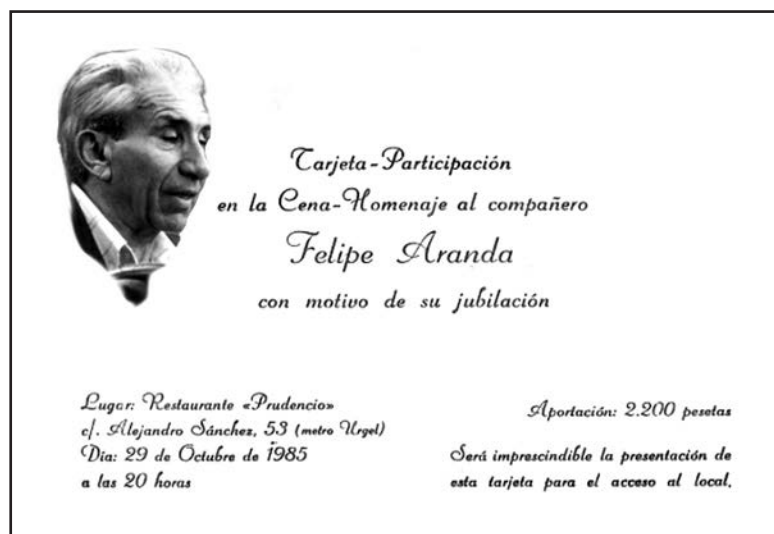 Tarjeta-Participación
en la Cena-Homenaje al compañero
Felipe Aranda
con motivo de su jubilación
Lugar: Restaurante «Prudencio»
c/. Alejandro Sánchez, 53 (metro Urgel)
Dia: 29 de Octubre de 1985
a las 20 horas
Aportación: 2.200 pesetas
Será imprescindible la presentación de
esta tarjeta para el acceso al local.